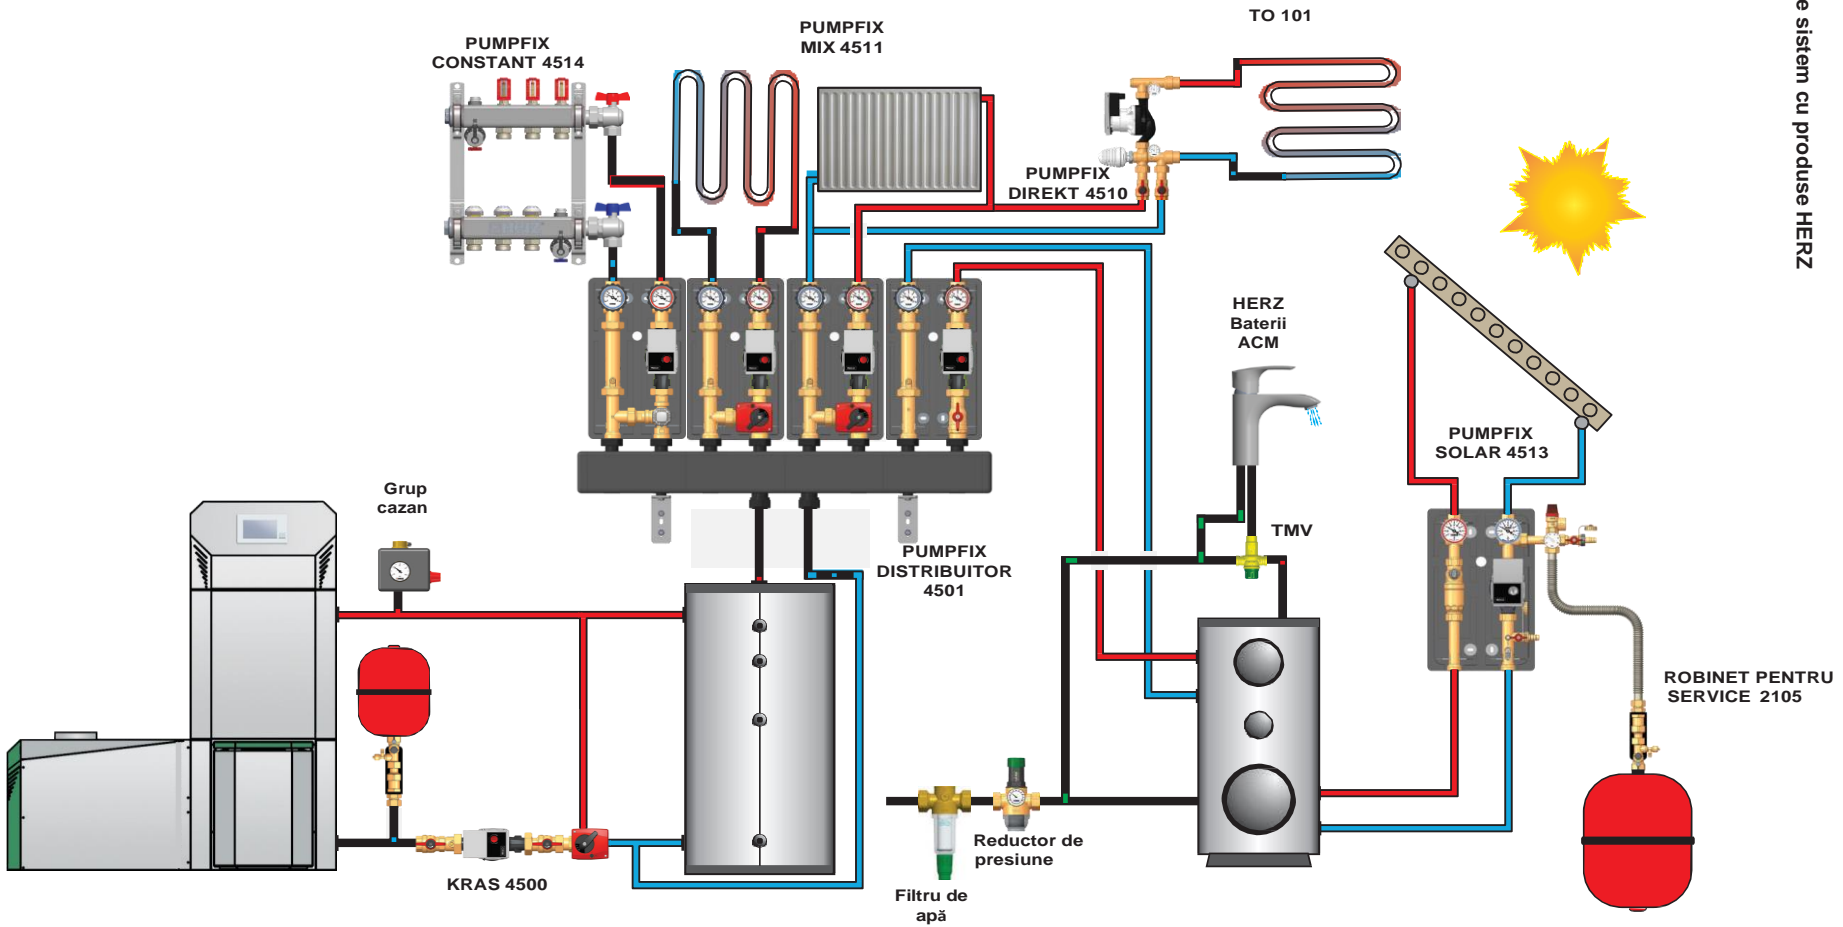 TO 101
PUMPFIX
MIX 4511
PUMPFIX
CONSTANT 4514
e sistem cu produse HERZ
PUMPFIX
DIREKT 4510
HERZ
Baterii
ACM
PUMPFIX
SOLAR 4513
Grup
cazan
TMV
PUMPFIX
DISTRIBUITOR
4501
ROBINET PENTRU
SERVICE 2105
Reductor de
presiune
KRAS 4500
Filtru de
apă